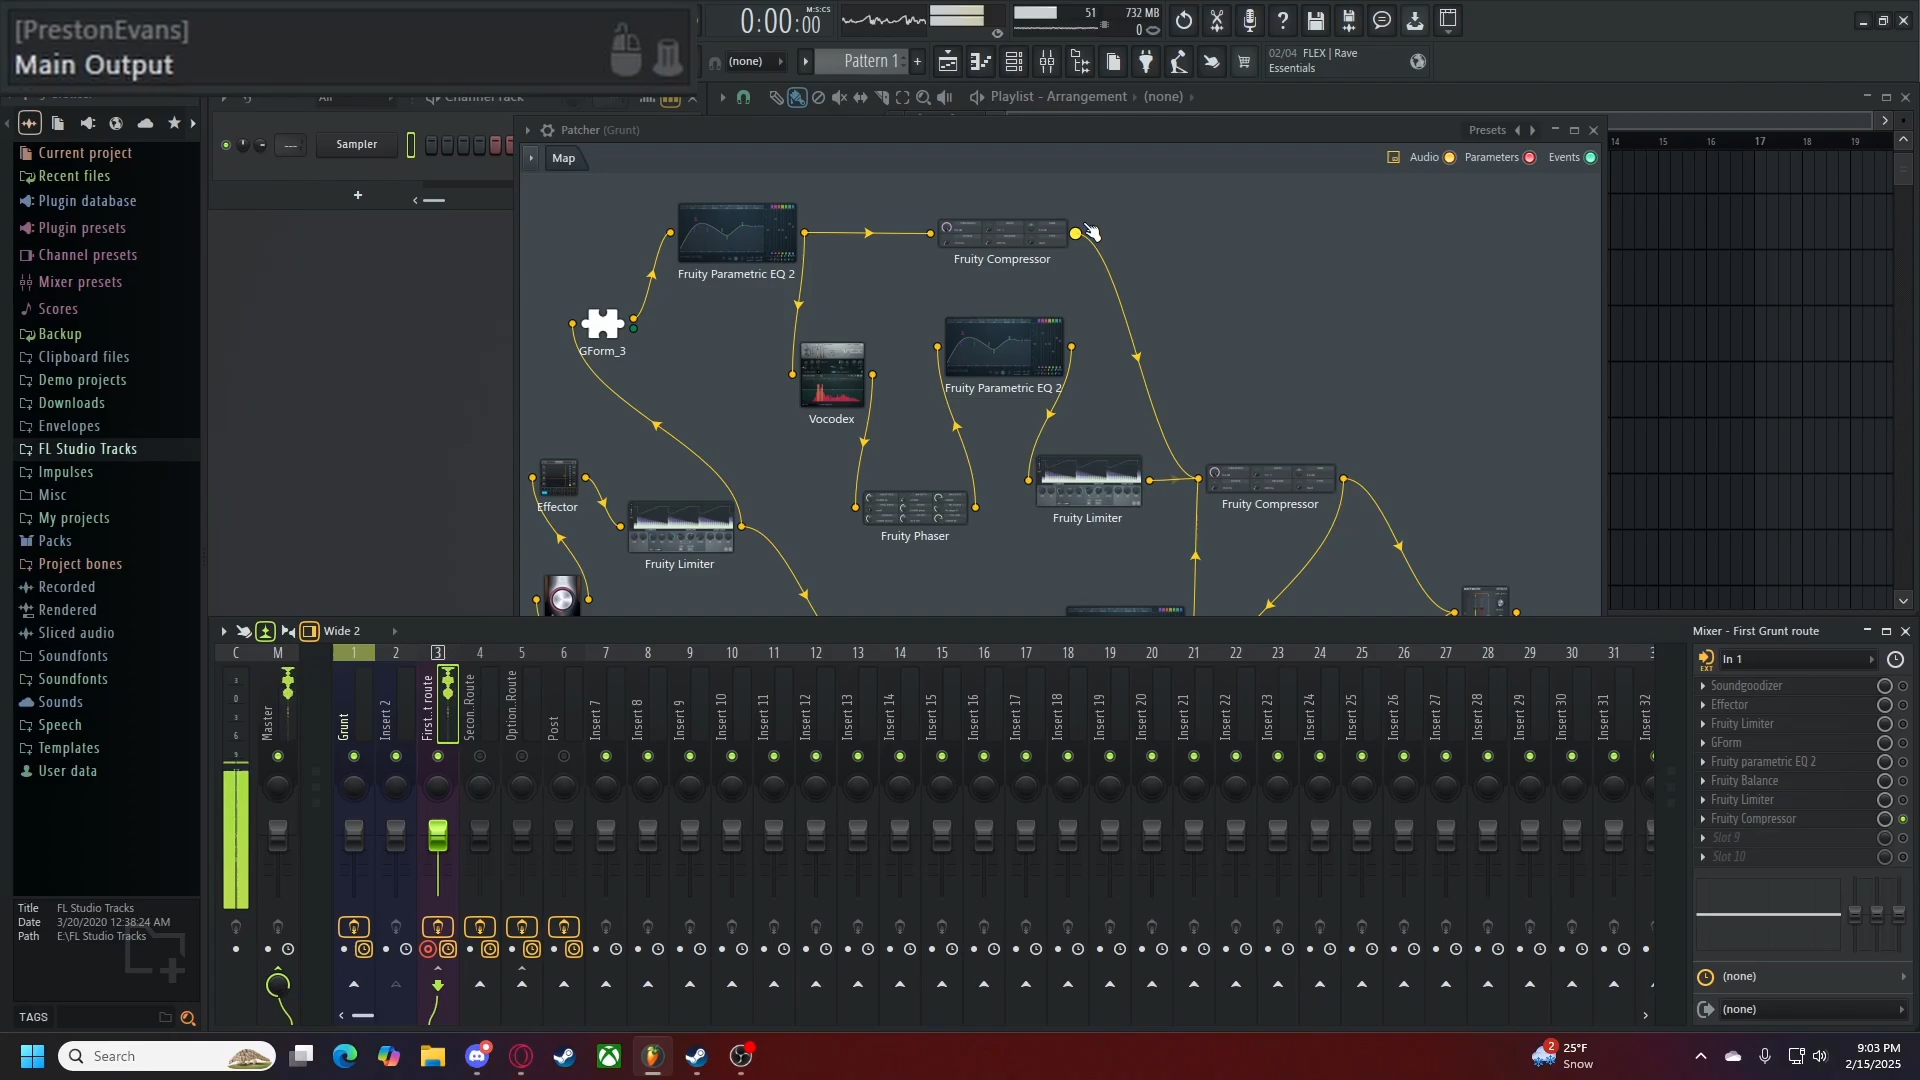 [PrestonEvans]
Main Output
0:00:00
M:S:CS
51
732 MB
0
(none)
Pattern 1
+
02/04 FLEX | Rave
Essentials
All
Channel rack
Playlist - Arrangement
(none)
Current project
Recent files
Plugin database
Plugin presets
Channel presets
Mixer presets
Scores
Backup
Clipboard files
Demo projects
Downloads
Envelopes
FL Studio Tracks
Impulses
Misc
My projects
Packs
Project bones
Recorded
Rendered
Sliced audio
Soundfonts
Soundfonts
Sounds
Speech
Templates
User data
Title FL Studio Tracks
Date 3/20/2020 12:38:24 AM
Path E:\FL Studio Tracks
TAGS
---
Sampler
+
Patcher (Grunt)
Presets
Map
Audio
Parameters
Events
Fruity Parametric EQ 2
Fruity Compressor
GForm_3
Fruity Parametric EQ 2
Vocodex
Effector
Fruity Limiter
Fruity Phaser
Fruity Limiter
Fruity Compressor
14 15 16 17 18 19
Wide 2
C M 1 2 3 4 5 6 7 8 9 10 11 12 13 14 15 16 17 18 19 20 21 22 23 24 25 26 27 28 29 30 31 3
3
0
3
6
9
Master
Grunt
Insert 2
First..t route
Secon..Route
Option..Route
Post
Insert 7
Insert 8
Insert 9
Insert 10
Insert 11
Insert 12
Insert 13
Insert 14
Insert 15
Insert 16
Insert 17
Insert 18
Insert 19
Insert 20
Insert 21
Insert 22
Insert 23
Insert 24
Insert 25
Insert 26
Insert 27
Insert 28
Insert 29
Insert 30
Insert 31
Insert 32
Mixer - First Grunt route
EXT
In 1
Soundgoodizer
Effector
Fruity Limiter
GForm
Fruity parametric EQ 2
Fruity Balance
Fruity Limiter
Fruity Compressor
Slot 9
Slot 10
(none)
(none)
Search
2
25°F
Snow
9:03 PM
2/15/2025